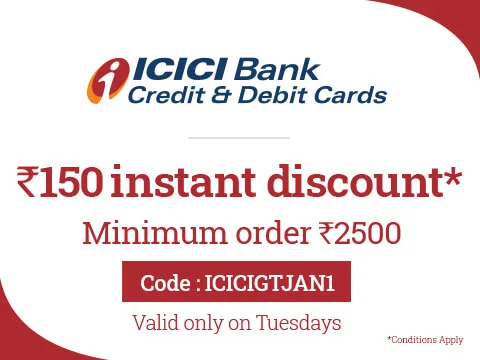 ICICI Bank
Credit & Debit Cards
₹150 instant discount*
Minimum order ₹2500
Code : ICICIGTJAN1
Valid only on Tuesdays
*Conditions Apply